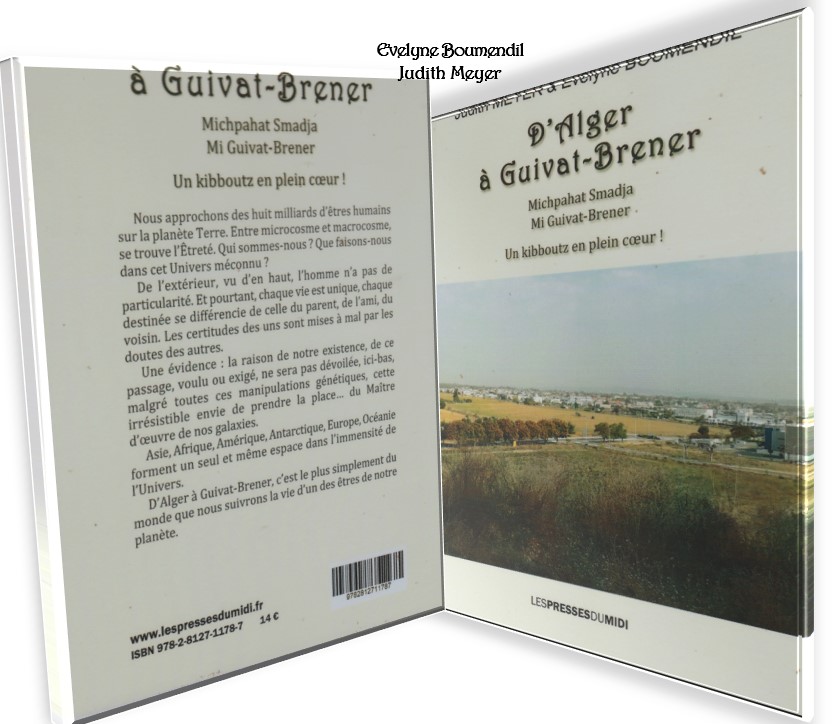 Evelyne Boumendil
Judith Meyer
à Guivat-Brener
Michpahat Smadja
Mi Guivat-Brener
Un kibboutz en plein cœur !
Nous approchons des huit milliards d'êtres humains
sur la planète Terre. Entre microcosme et macrocosme,
se trouve l'Êtreté. Qui sommes-nous ? Que faisons-nous
dans cet Univers méconnu ?
De l'extérieur, vu d'en haut, l'homme n'a pas de
particularité. Et pourtant, chaque vie est unique, chaque
destinée se différencie de celle du parent, de l'ami, du
voisin. Les certitudes des uns sont mises à mal par les
doutes des autres.
Une évidence : la raison de notre existence, de ce
passage, voulu ou exigé, ne sera pas dévoilée, ici-bas,
malgré toutes ces manipulations génétiques, cette
irrésistible envie de prendre la place... du Maître
d'œuvre de nos galaxies.
Asie, Afrique, Amérique, Antarctique, Europe, Océanie
forment un seul et même espace dans l'immensité de
l'Univers.
D'Alger à Guivat-Brener, c'est le plus simplement du
monde que nous suivrons la vie d'un des êtres de notre
planète.
9782812711787
www.lespressesdumidi.fr
ISBN 978-2-8127-1178-7 14 €
Judith MEYER & Evelyne BOUMENDIL
D'Alger
à Guivat-Brener
Michpahat Smadja
Mi Guivat-Brener
Un kibboutz en plein cœur !
LESPRESSESDUMIDI